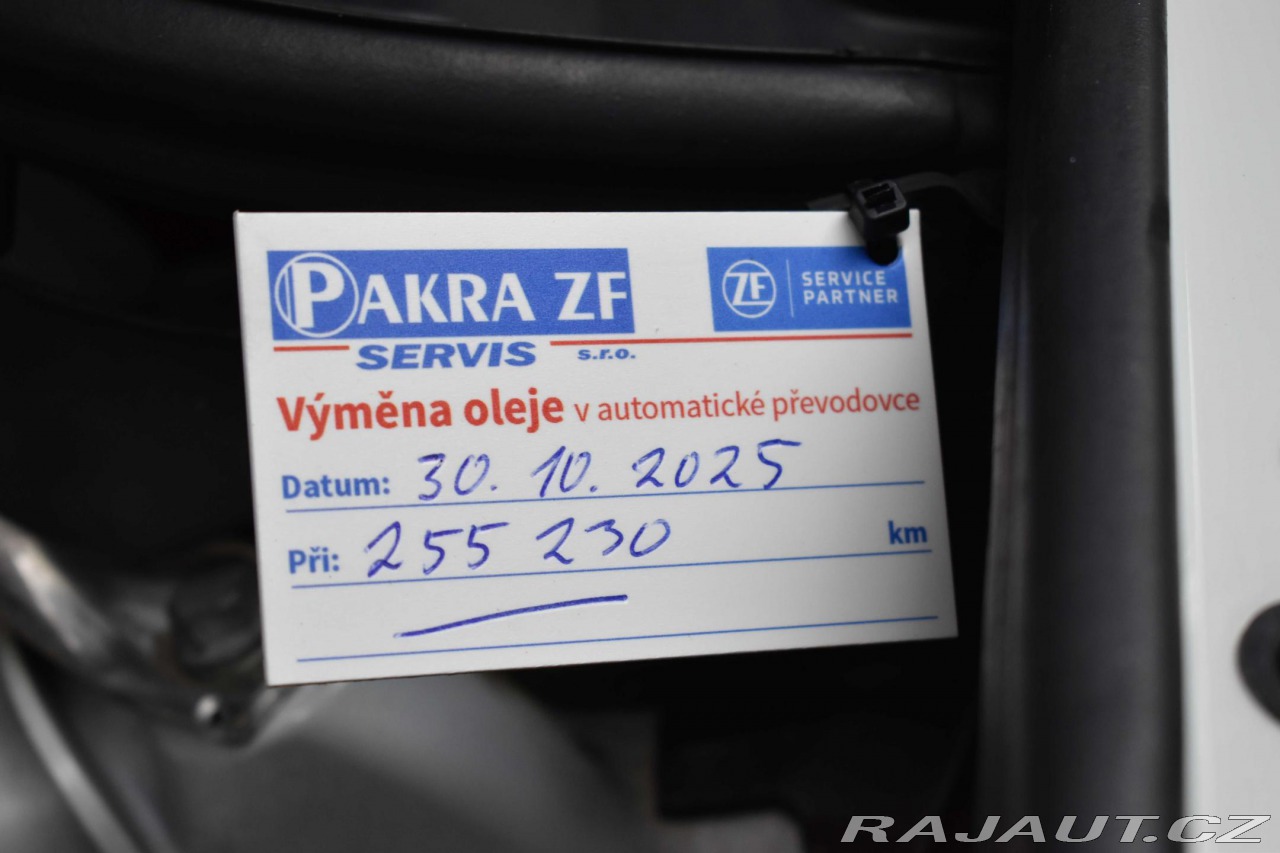 PAKRA ZF
SERVIS s.r.o.
ZF SERVICE
PARTNER
Výměna oleje v automatické převodovce
Datum: 30. 10. 2025
Při: 255 230 km
RAJAUT.CZ